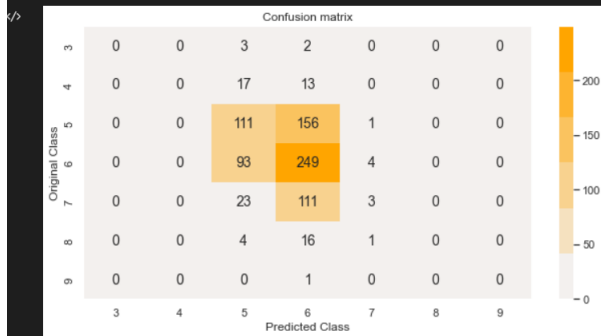 </>
Confusion matrix
3 0 0 3 2 0 0 0
4 0 0 17 13 0 0 0
5 0 0 111 156 1 0 0
6 0 0 93 249 4 0 0
7 0 0 23 111 3 0 0
8 0 0 4 16 1 0 0
9 0 0 0 1 0 0 0
3 4 5 6 7 8 9
Original Class
Predicted Class
200
150
100
50
0